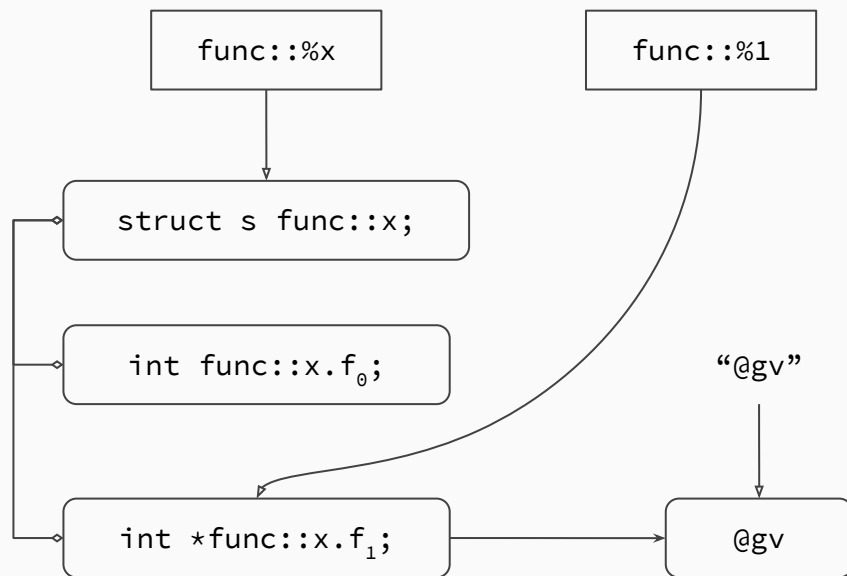 func::%x
func::%1
struct s func::x;
int func::x.f₀;
“@gv”
int *func::x.f₁;
@gv